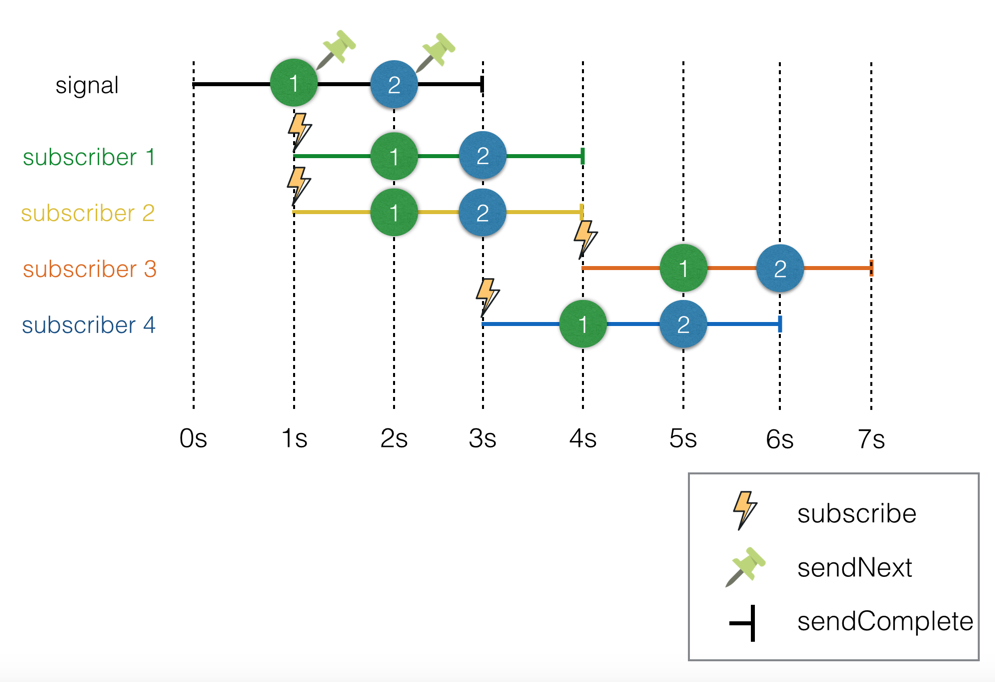 signal 1 2
subscriber 1 1 2
subscriber 2 1 2
subscriber 3 1 2
subscriber 4 1 2
0s 1s 2s 3s 4s 5s 6s 7s
subscribe
sendNext
sendComplete